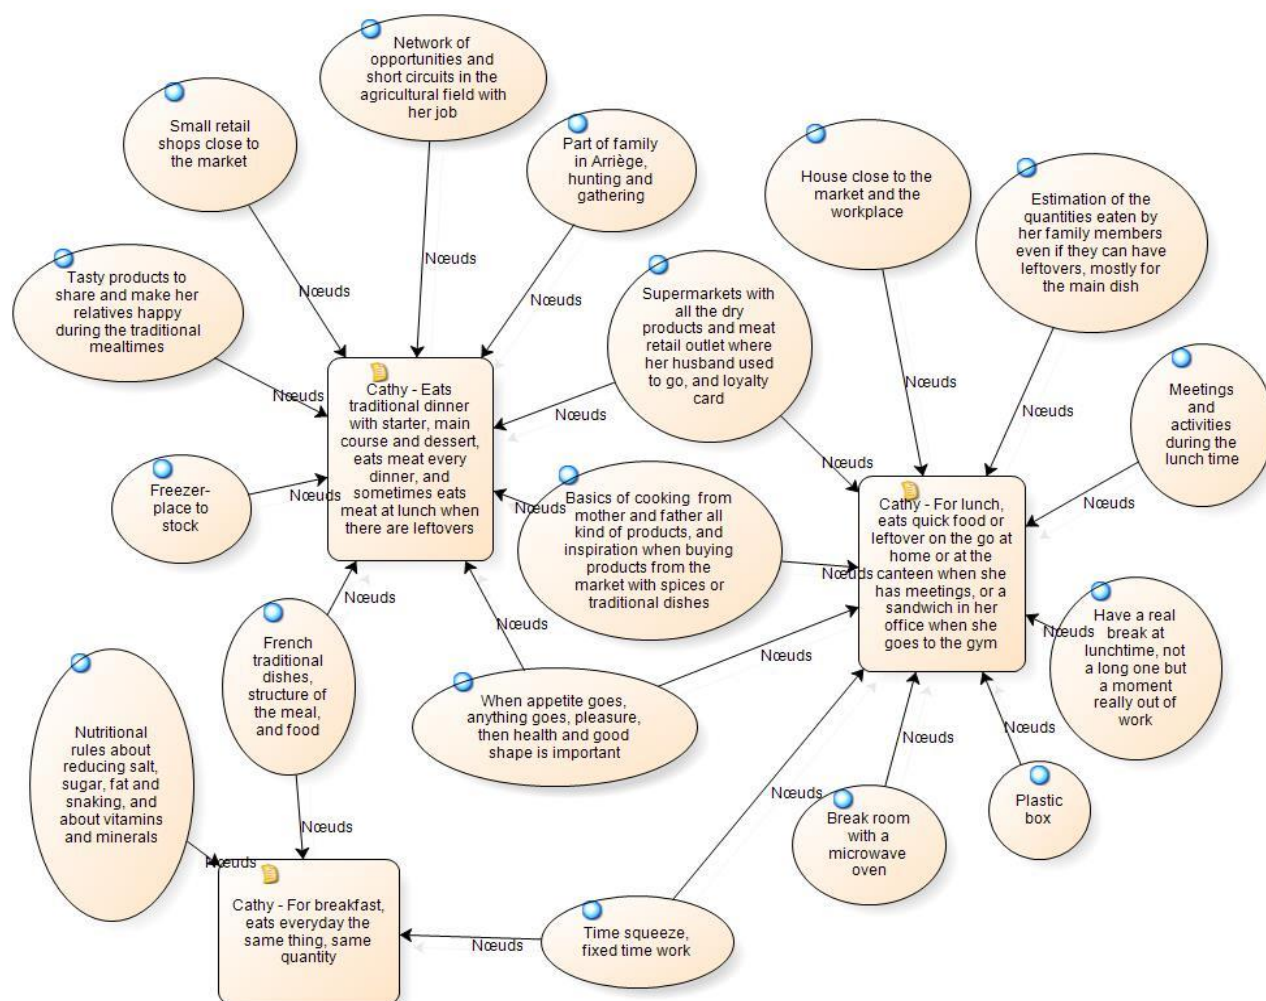 Network of
opportunities and
short circuits in the
agricultural field with
her job
Small retail
shops close to
the market
Part of family
in Arriège,
hunting and
gathering
House close to the
market and the
workplace
Estimation of the
quantities eaten by
her family members
even if they can have
leftovers, mostly for
the main dish
Tasty products to
share and make her
relatives happy
during the traditional
mealtimes
Nœuds
Nœuds
Nœuds
Supermarkets with
all the dry
products and meat
retail outlet where
her husband used
to go, and loyalty
card
Nœuds
Nœuds
Meetings
and
activities
during the
lunch time
Nœuds
Cathy - Eats
traditional dinner
with starter, main
course and dessert,
eats meat every
dinner, and
sometimes eats
meat at lunch when
there are leftovers
Nœuds
Nœuds
Nœuds
Freezer-
place to
stock
Nœuds
Nœuds
Basics of cooking from
mother and father all
kind of products, and
inspiration when buying
products from the
market with spices or
traditional dishes
Nœuds
Cathy - For lunch,
eats quick food or
leftover on the go at
home or at the
canteen when she
has meetings, or a
sandwich in her
office when she
goes to the gym
Nœuds
Nœuds
Nœuds
Have a real
break at
lunchtime, not
a long one but
a moment
really out of
work
French
traditional
dishes,
structure of
the meal,
and food
When appetite goes,
anything goes, pleasure,
then health and good
shape is important
Nœuds
Nutritional
rules about
reducing salt,
sugar, fat and
snaking, and
about vitamins
and minerals
Nœuds
Nœuds
Nœuds
Nœuds
Break room
with a
microwave
oven
Plastic
box
Nœuds
Nœuds
Cathy - For breakfast,
eats everyday the
same thing, same
quantity
Nœuds
Time squeeze,
fixed time work